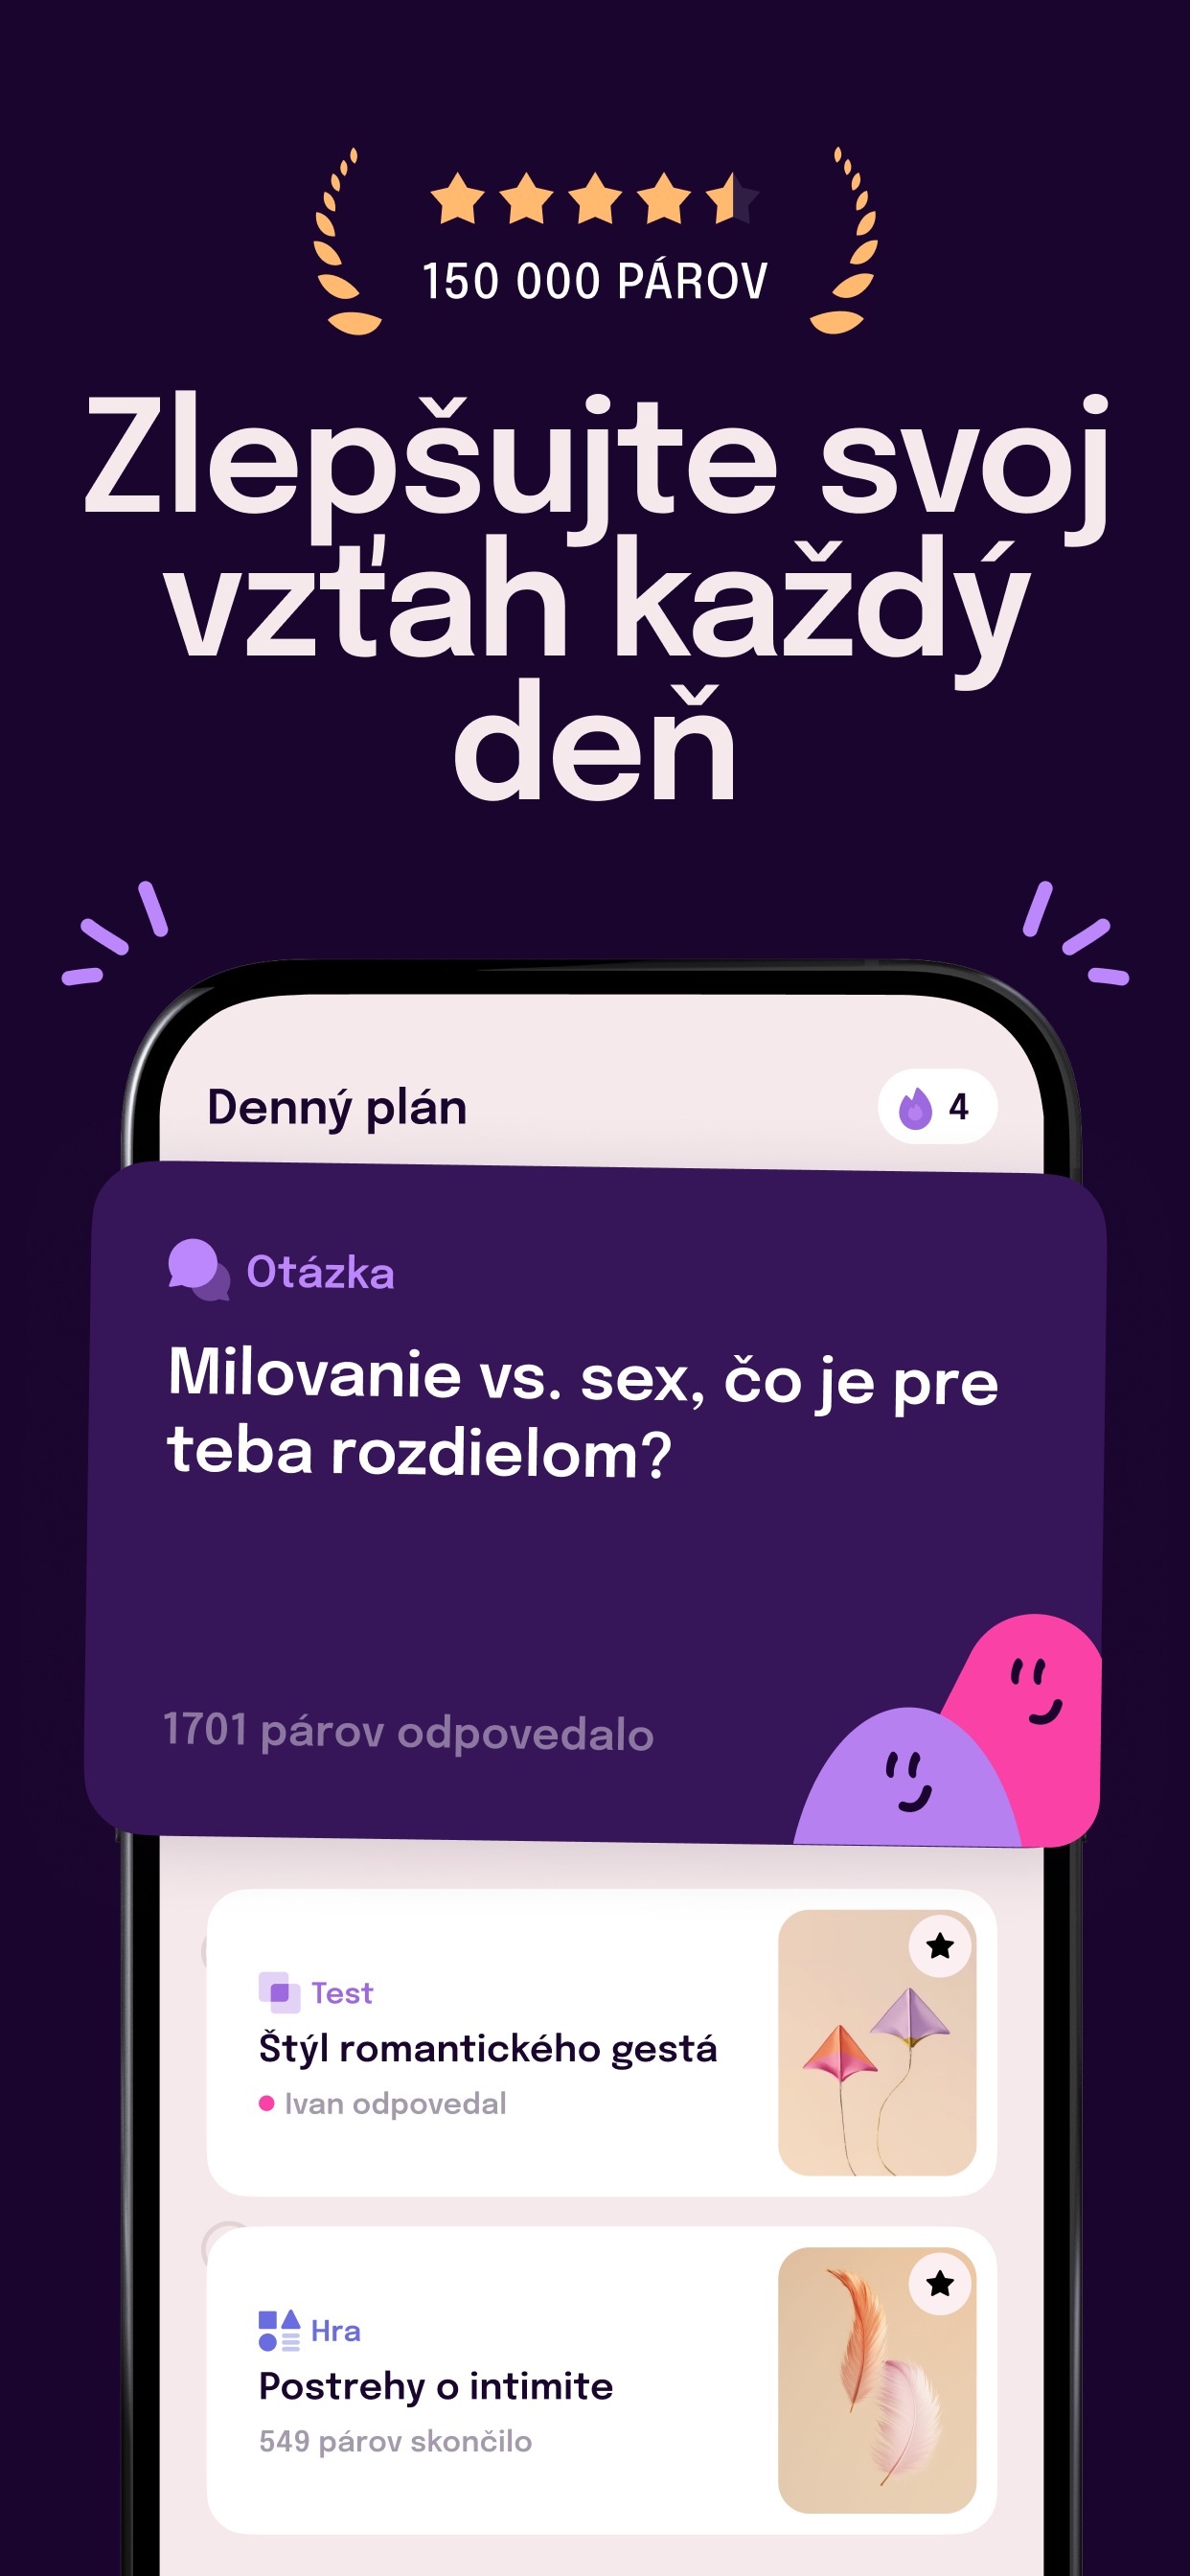 150 000 PÁROV
Zlepšujte svoj
vzťah každý
deň
Denný plán
4
Otázka
Milovanie vs. sex, čo je pre
teba rozdielom?
1701 párov odpovedalo
Test
Štýl romantického gestá
Ivan odpovedal
Hra
Postrehy o intimite
549 párov skončilo